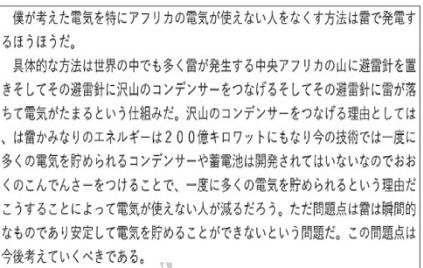 僕が考えた電気を特にアフリカの電気が使えない人をなくす方法は雷で発電す
るほうほうだ。
　具体的な方法は世界の中でも多く雷が発生する中央アフリカの山に避雷針を置
きそしてその避雷針に沢山のコンデンサーをつなげるそしてその避雷針に雷が落
ちて電気がたまるという仕組みだ。沢山のコンデンサーをつなげる理由としては
、は雷かみなりのエネルギーは２００億キロワットにもなり今の技術では一度に
多くの電気を貯められるコンデンサーや蓄電池は開発されてはいないなのでおお
くのこんでんさーをつけることで、一度に多くの電気を貯められるという理由だ
こうすることによって電気が使えない人が減るだろう。ただ問題点は雷は瞬間的
なものであり安定して電気を貯めることができないという問題だ。この問題点は
今後考えていくべきである。